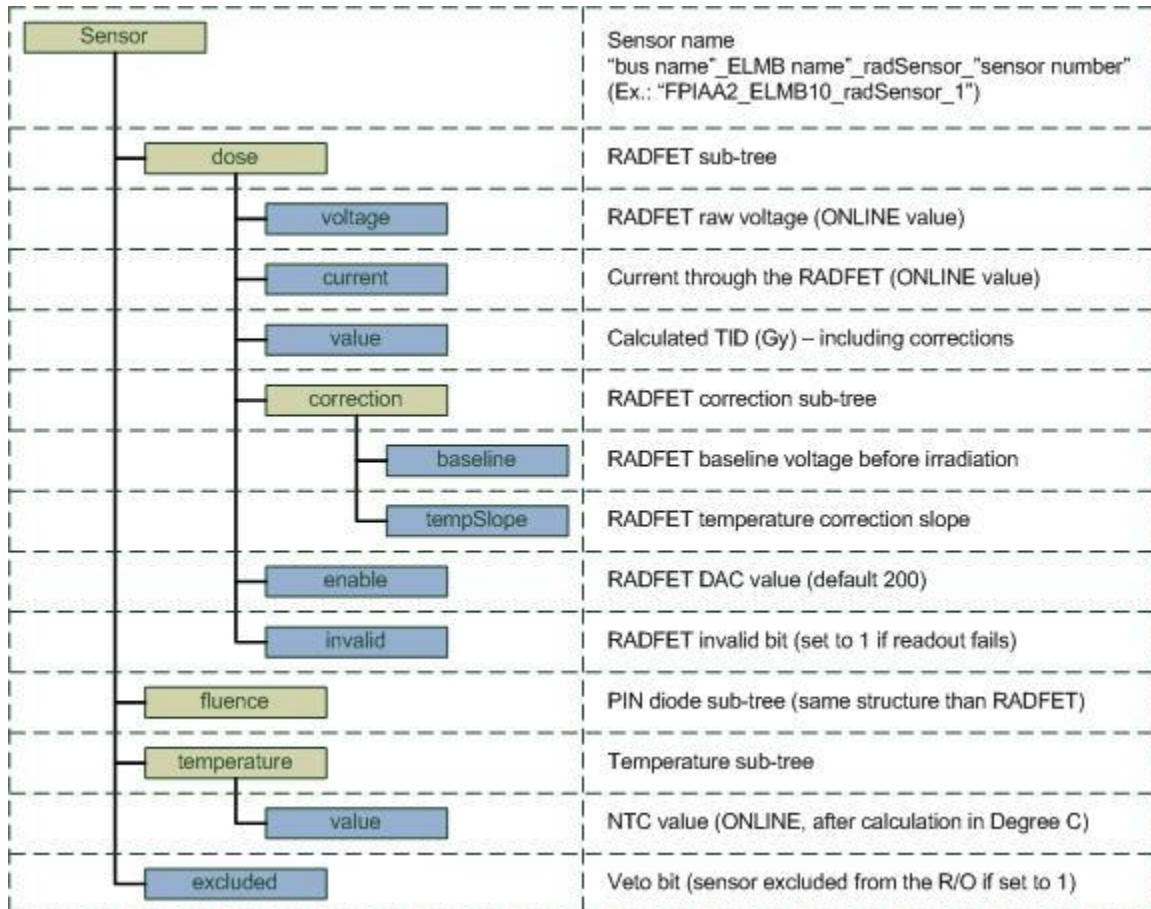 Sensor
Sensor name
“bus name”_ELMB name”_radSensor_”sensor number”
(Ex.: “FPIAA2_ELMB10_radSensor_1”)
dose
RADFET sub-tree
voltage
RADFET raw voltage (ONLINE value)
current
Current through the RADFET (ONLINE value)
value
Calculated TID (Gy) – including corrections
correction
RADFET correction sub-tree
baseline
RADFET baseline voltage before irradiation
tempSlope
RADFET temperature correction slope
enable
RADFET DAC value (default 200)
invalid
RADFET invalid bit (set to 1 if readout fails)
fluence
PIN diode sub-tree (same structure than RADFET)
temperature
Temperature sub-tree
value
NTC value (ONLINE, after calculation in Degree C)
excluded
Veto bit (sensor excluded from the R/O if set to 1)